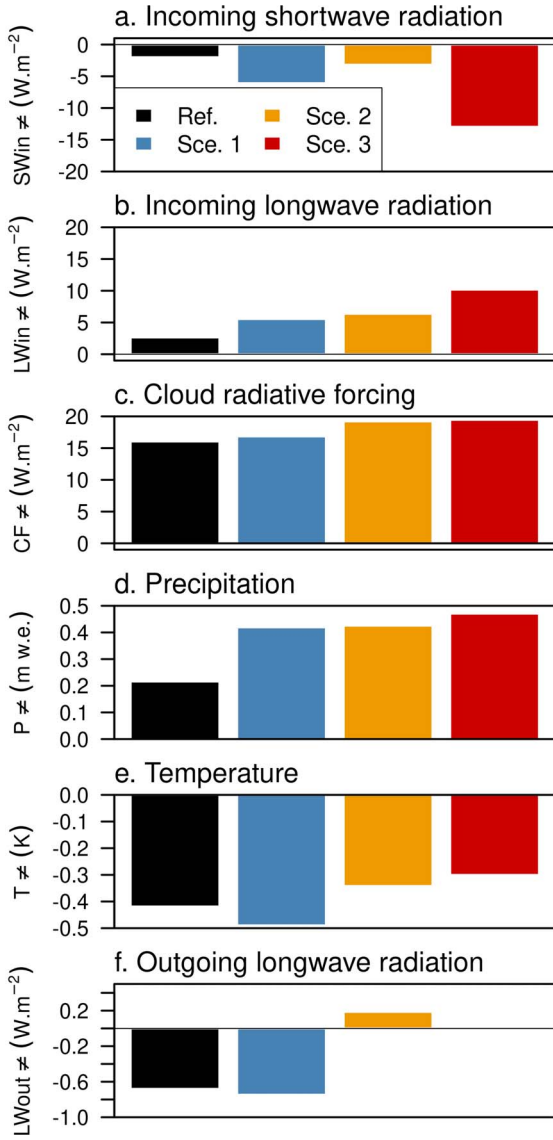 a. Incoming shortwave radiation
SWin ≠ (W.m−2)
0
-5
-10
-15
-20
Ref.
Sce. 2
Sce. 1
Sce. 3
b. Incoming longwave radiation
LWin ≠ (W.m−2)
20
15
10
5
0
c. Cloud radiative forcing
CF ≠ (W.m−2)
20
15
10
5
0
d. Precipitation
P ≠ (m w.e.)
0.5
0.4
0.3
0.2
0.1
0.0
e. Temperature
T ≠ (K)
0.0
-0.1
-0.2
-0.3
-0.4
-0.5
f. Outgoing longwave radiation
LWout ≠ (W.m−2)
0.2
-0.2
-0.6
-1.0